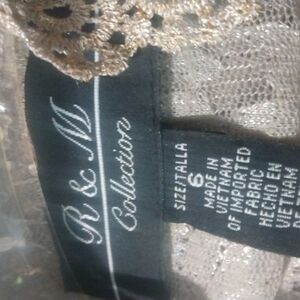 R & M
Collection
SIZE/TALLA
6
MADE IN
VIETNAM
OF IMPORTED
FABRIC
HECHO EN
VIETNAM